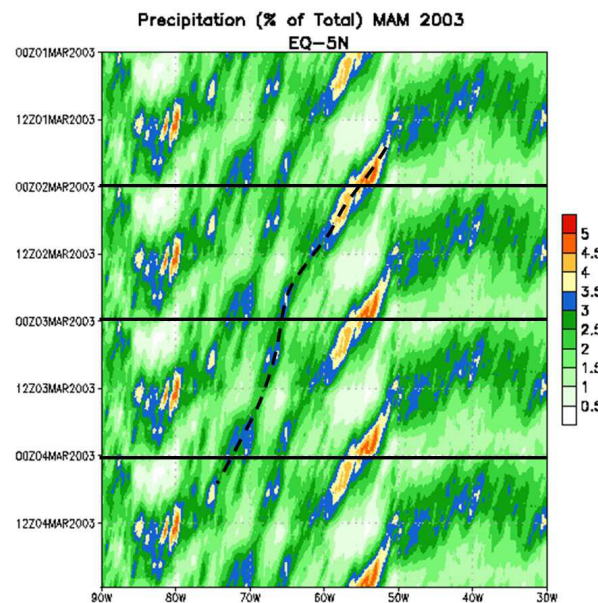 Precipitation (% of Total) MAM 2003
EQ-5N
00Z01MAR2003
12Z01MAR2003
00Z02MAR2003
12Z02MAR2003
00Z03MAR2003
12Z03MAR2003
00Z04MAR2003
12Z04MAR2003
90W 80W 70W 60W 50W 40W 30W
5
4.5
4
3.5
3
2.5
2
1.5
1
0.5